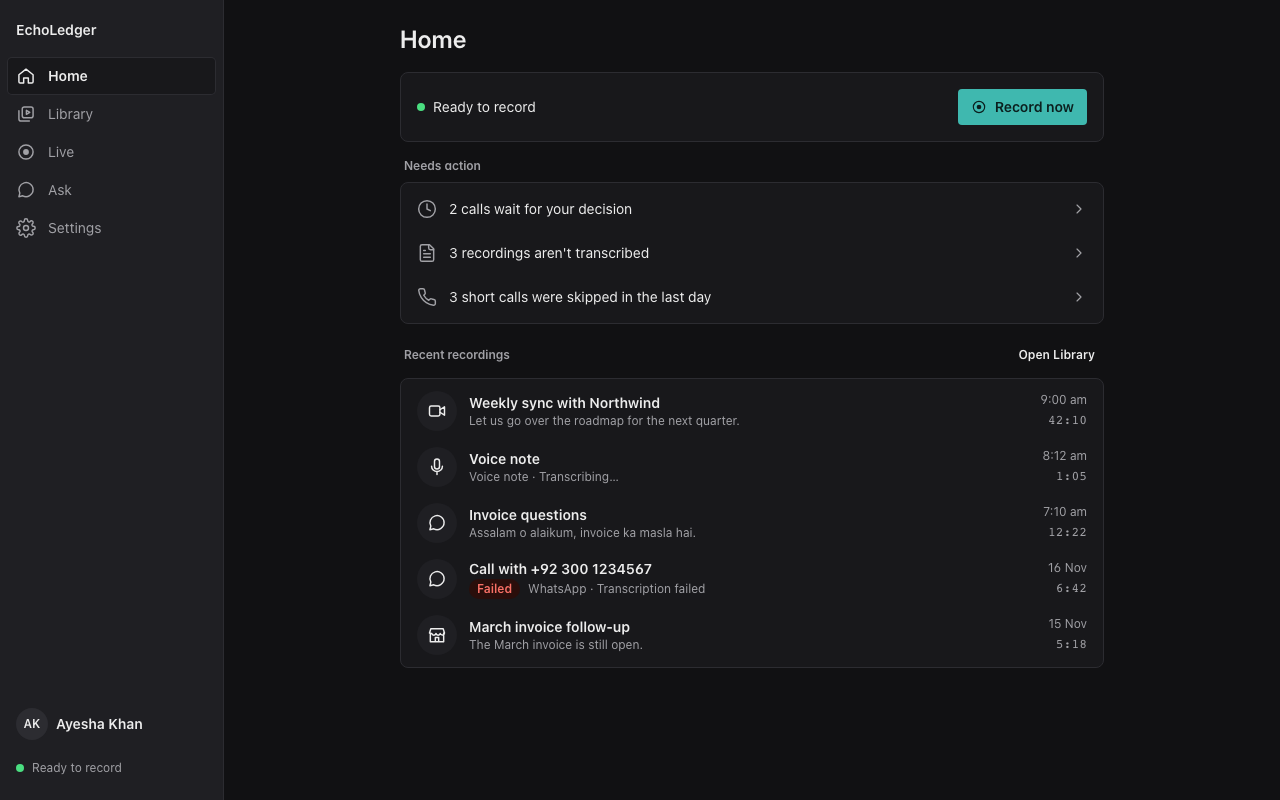 EchoLedger
Home
Library
Live
Ask
Settings
AK
Ayesha Khan
Ready to record
Home
Ready to record
Record now
Needs action
2 calls wait for your decision
3 recordings aren't transcribed
3 short calls were skipped in the last day
Recent recordings
Open Library
Weekly sync with Northwind
9:00 am
Let us go over the roadmap for the next quarter.
42:10
Voice note
8:12 am
Voice note · Transcribing…
1:05
Invoice questions
7:10 am
Assalam o alaikum, invoice ka masla hai.
12:22
Call with +92 300 1234567
16 Nov
Failed WhatsApp · Transcription failed
6:42
March invoice follow-up
15 Nov
The March invoice is still open.
5:18